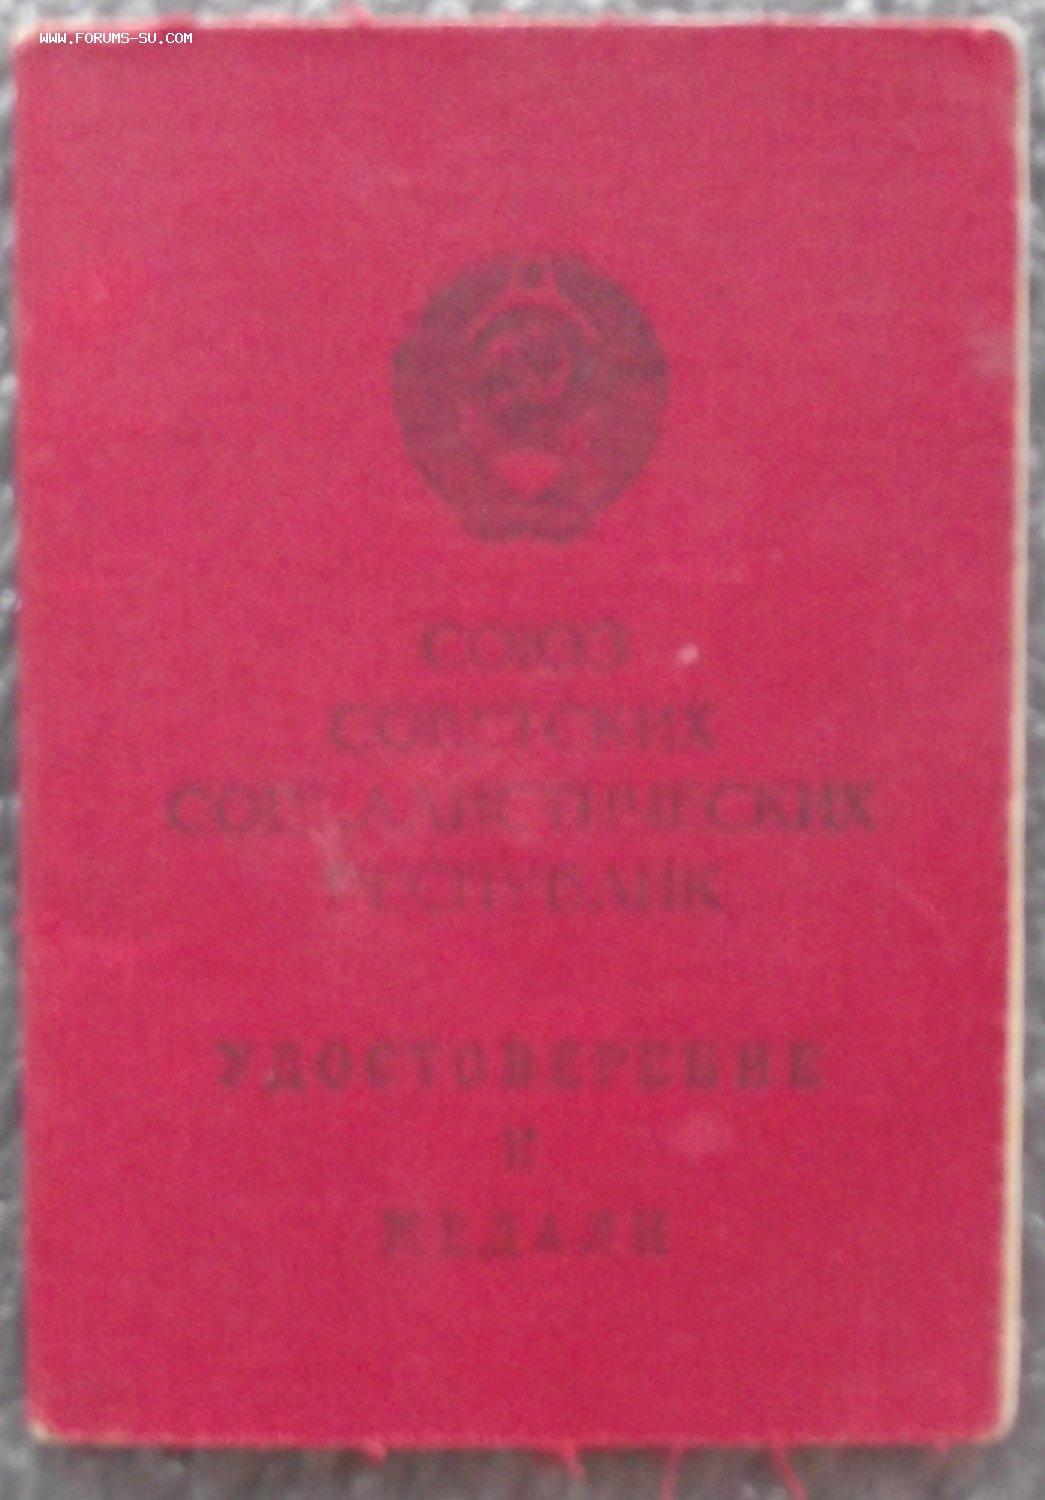 WWW.FORUMS-SU.COM
СОЮЗ
СОВЕТСКИХ
СОЦИАЛИСТИЧЕСКИХ
РЕСПУБЛИК
УДОСТОВЕРЕНИЕ
К
МЕДАЛИ